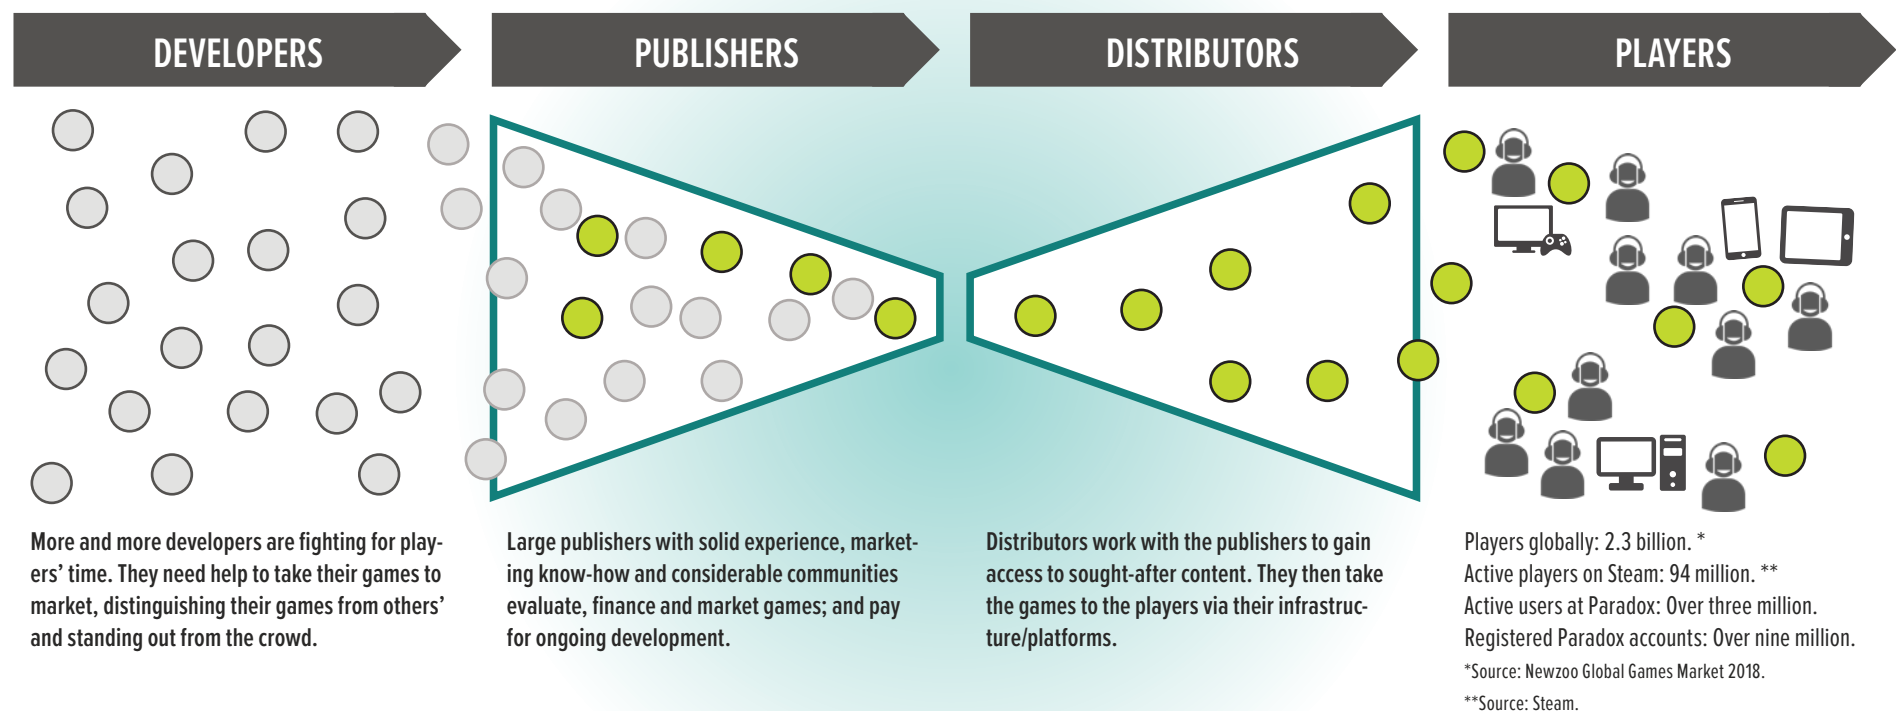 DEVELOPERS
PUBLISHERS
DISTRIBUTORS
PLAYERS
More and more developers are fighting for play-
ers’ time. They need help to take their games to
market, distinguishing their games from others’
and standing out from the crowd.
Large publishers with solid experience, market-
ing know-how and considerable communities
evaluate, finance and market games; and pay
for ongoing development.
Distributors work with the publishers to gain
access to sought-after content. They then take
the games to the players via their infrastruc-
ture/platforms.
Players globally: 2.3 billion. *
Active players on Steam: 94 million. **
Active users at Paradox: Over three million.
Registered Paradox accounts: Over nine million.
*Source: Newzoo Global Games Market 2018.
**Source: Steam.